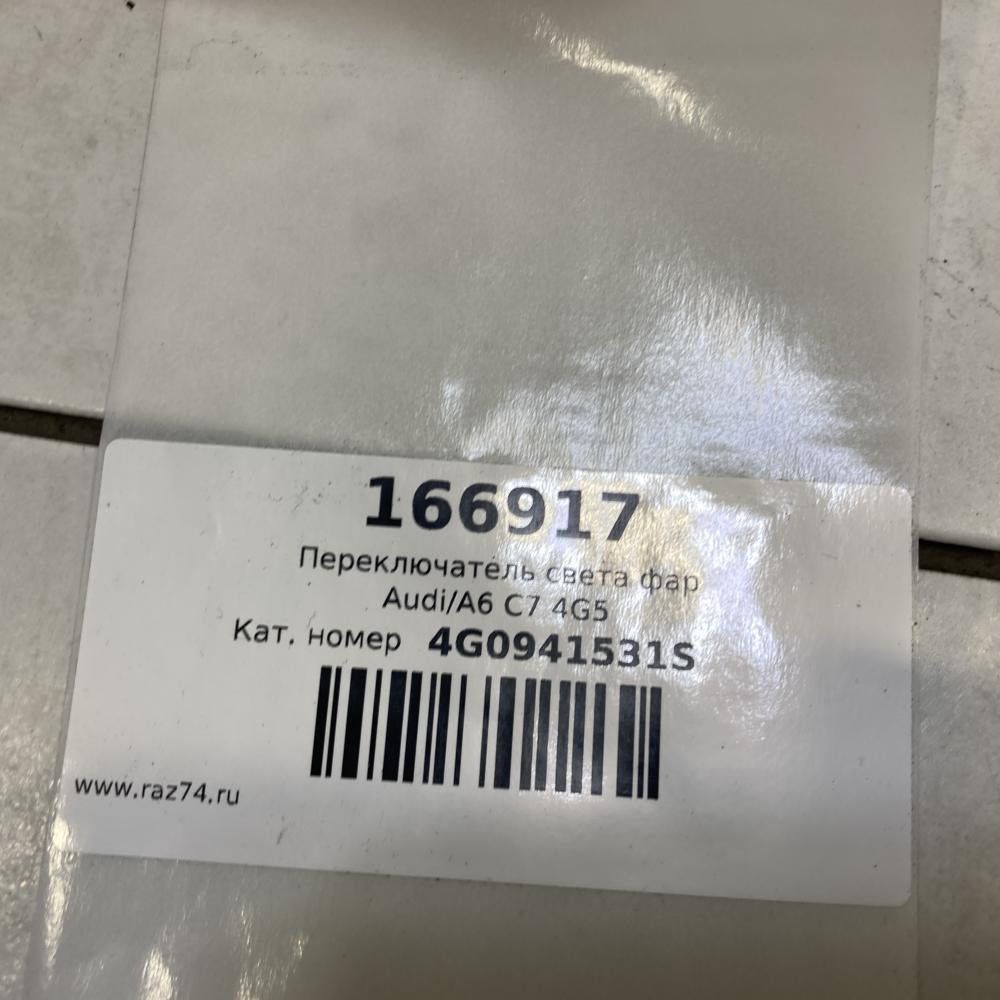 166917
Переключатель света фар
Audi/A6 C7 4G5
Кат. номер 4G0941531S
www.raz74.ru